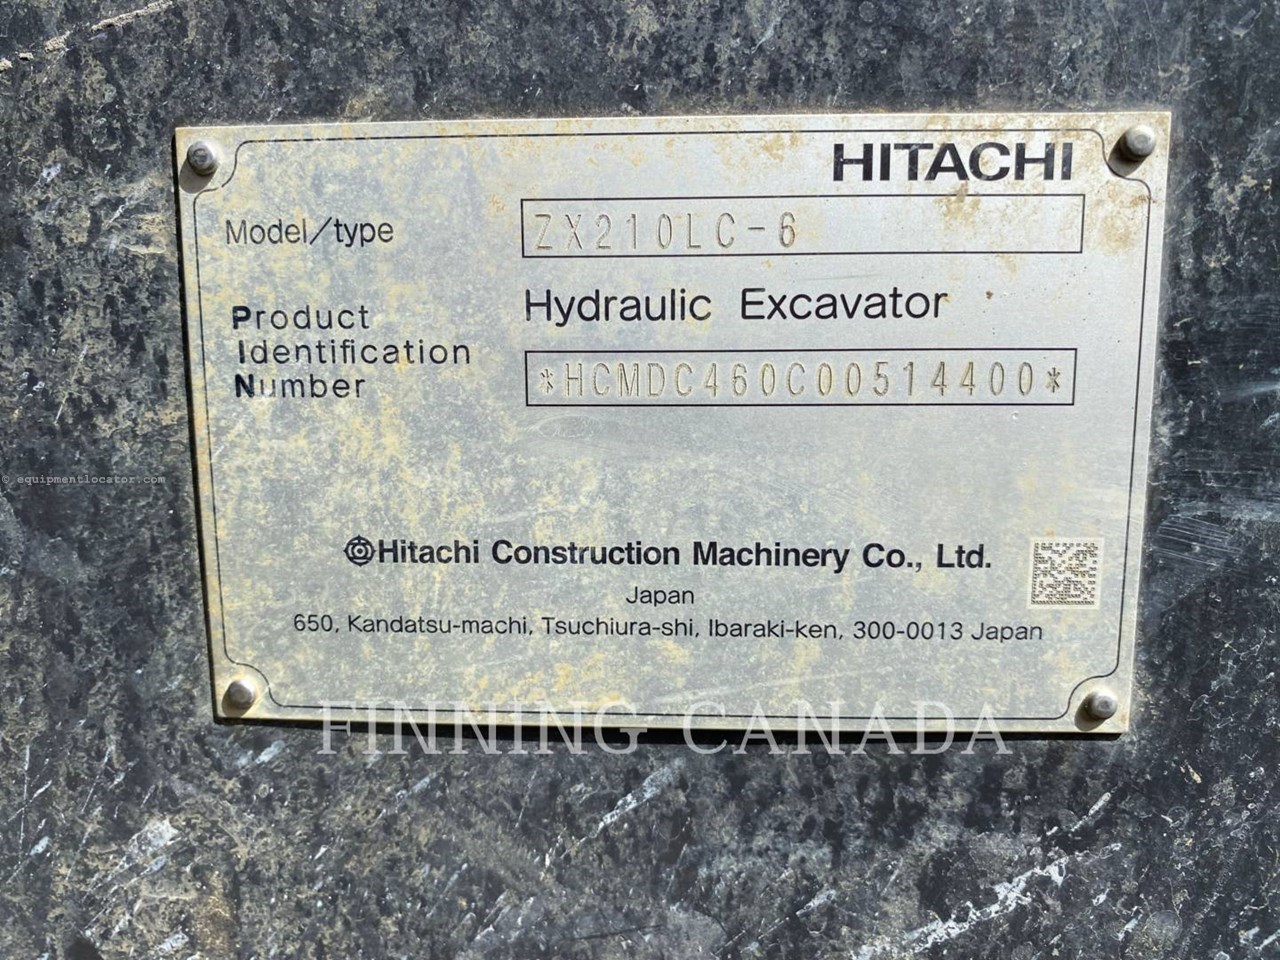 HITACHI
Model/type ZX210LC-6
Hydraulic Excavator
Product
Identification
Number
*HCMDC460C00514400*
© equipmentlocator.com
Hitachi Construction Machinery Co., Ltd.
Japan
650, Kandatsu-machi, Tsuchiura-shi, Ibaraki-ken, 300-0013 Japan
FINNING CANADA